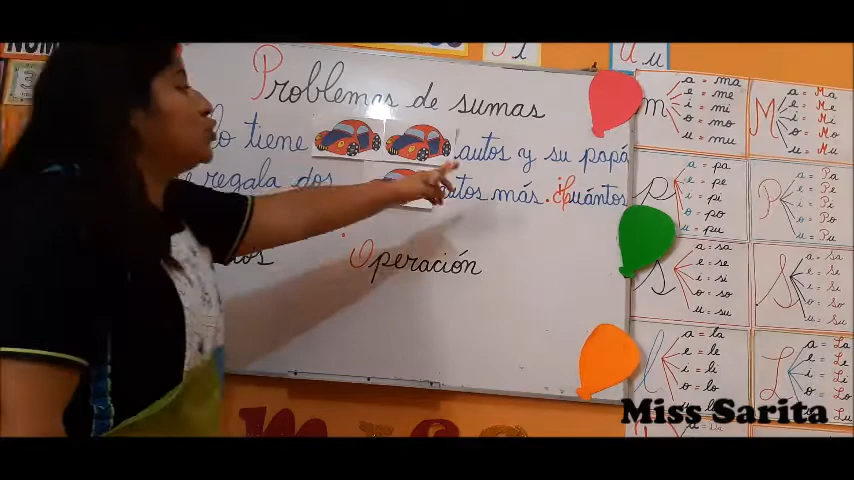 Problemas de sumas
o tiene autos y su papá
e regala dos autos más. ¿Cuántos
tos
Operación
m
a = ma
e = me
i = mi
o = mo
u = mu
M
a = Ma
e = Me
i = Mi
o = Mo
u = Mu
p
a = pa
e = pe
i = pi
o = po
u = pu
P
a = Pa
e = Pe
i = Pi
o = Po
u = Pu
s
a = sa
e = se
i = si
o = so
u = su
S
a = Sa
e = Se
i = Si
o = So
u = Su
l
a = la
e = le
i = li
o = lo
u = lu
L
a = La
e = Le
i = Li
o = Lo
Miss Sarita